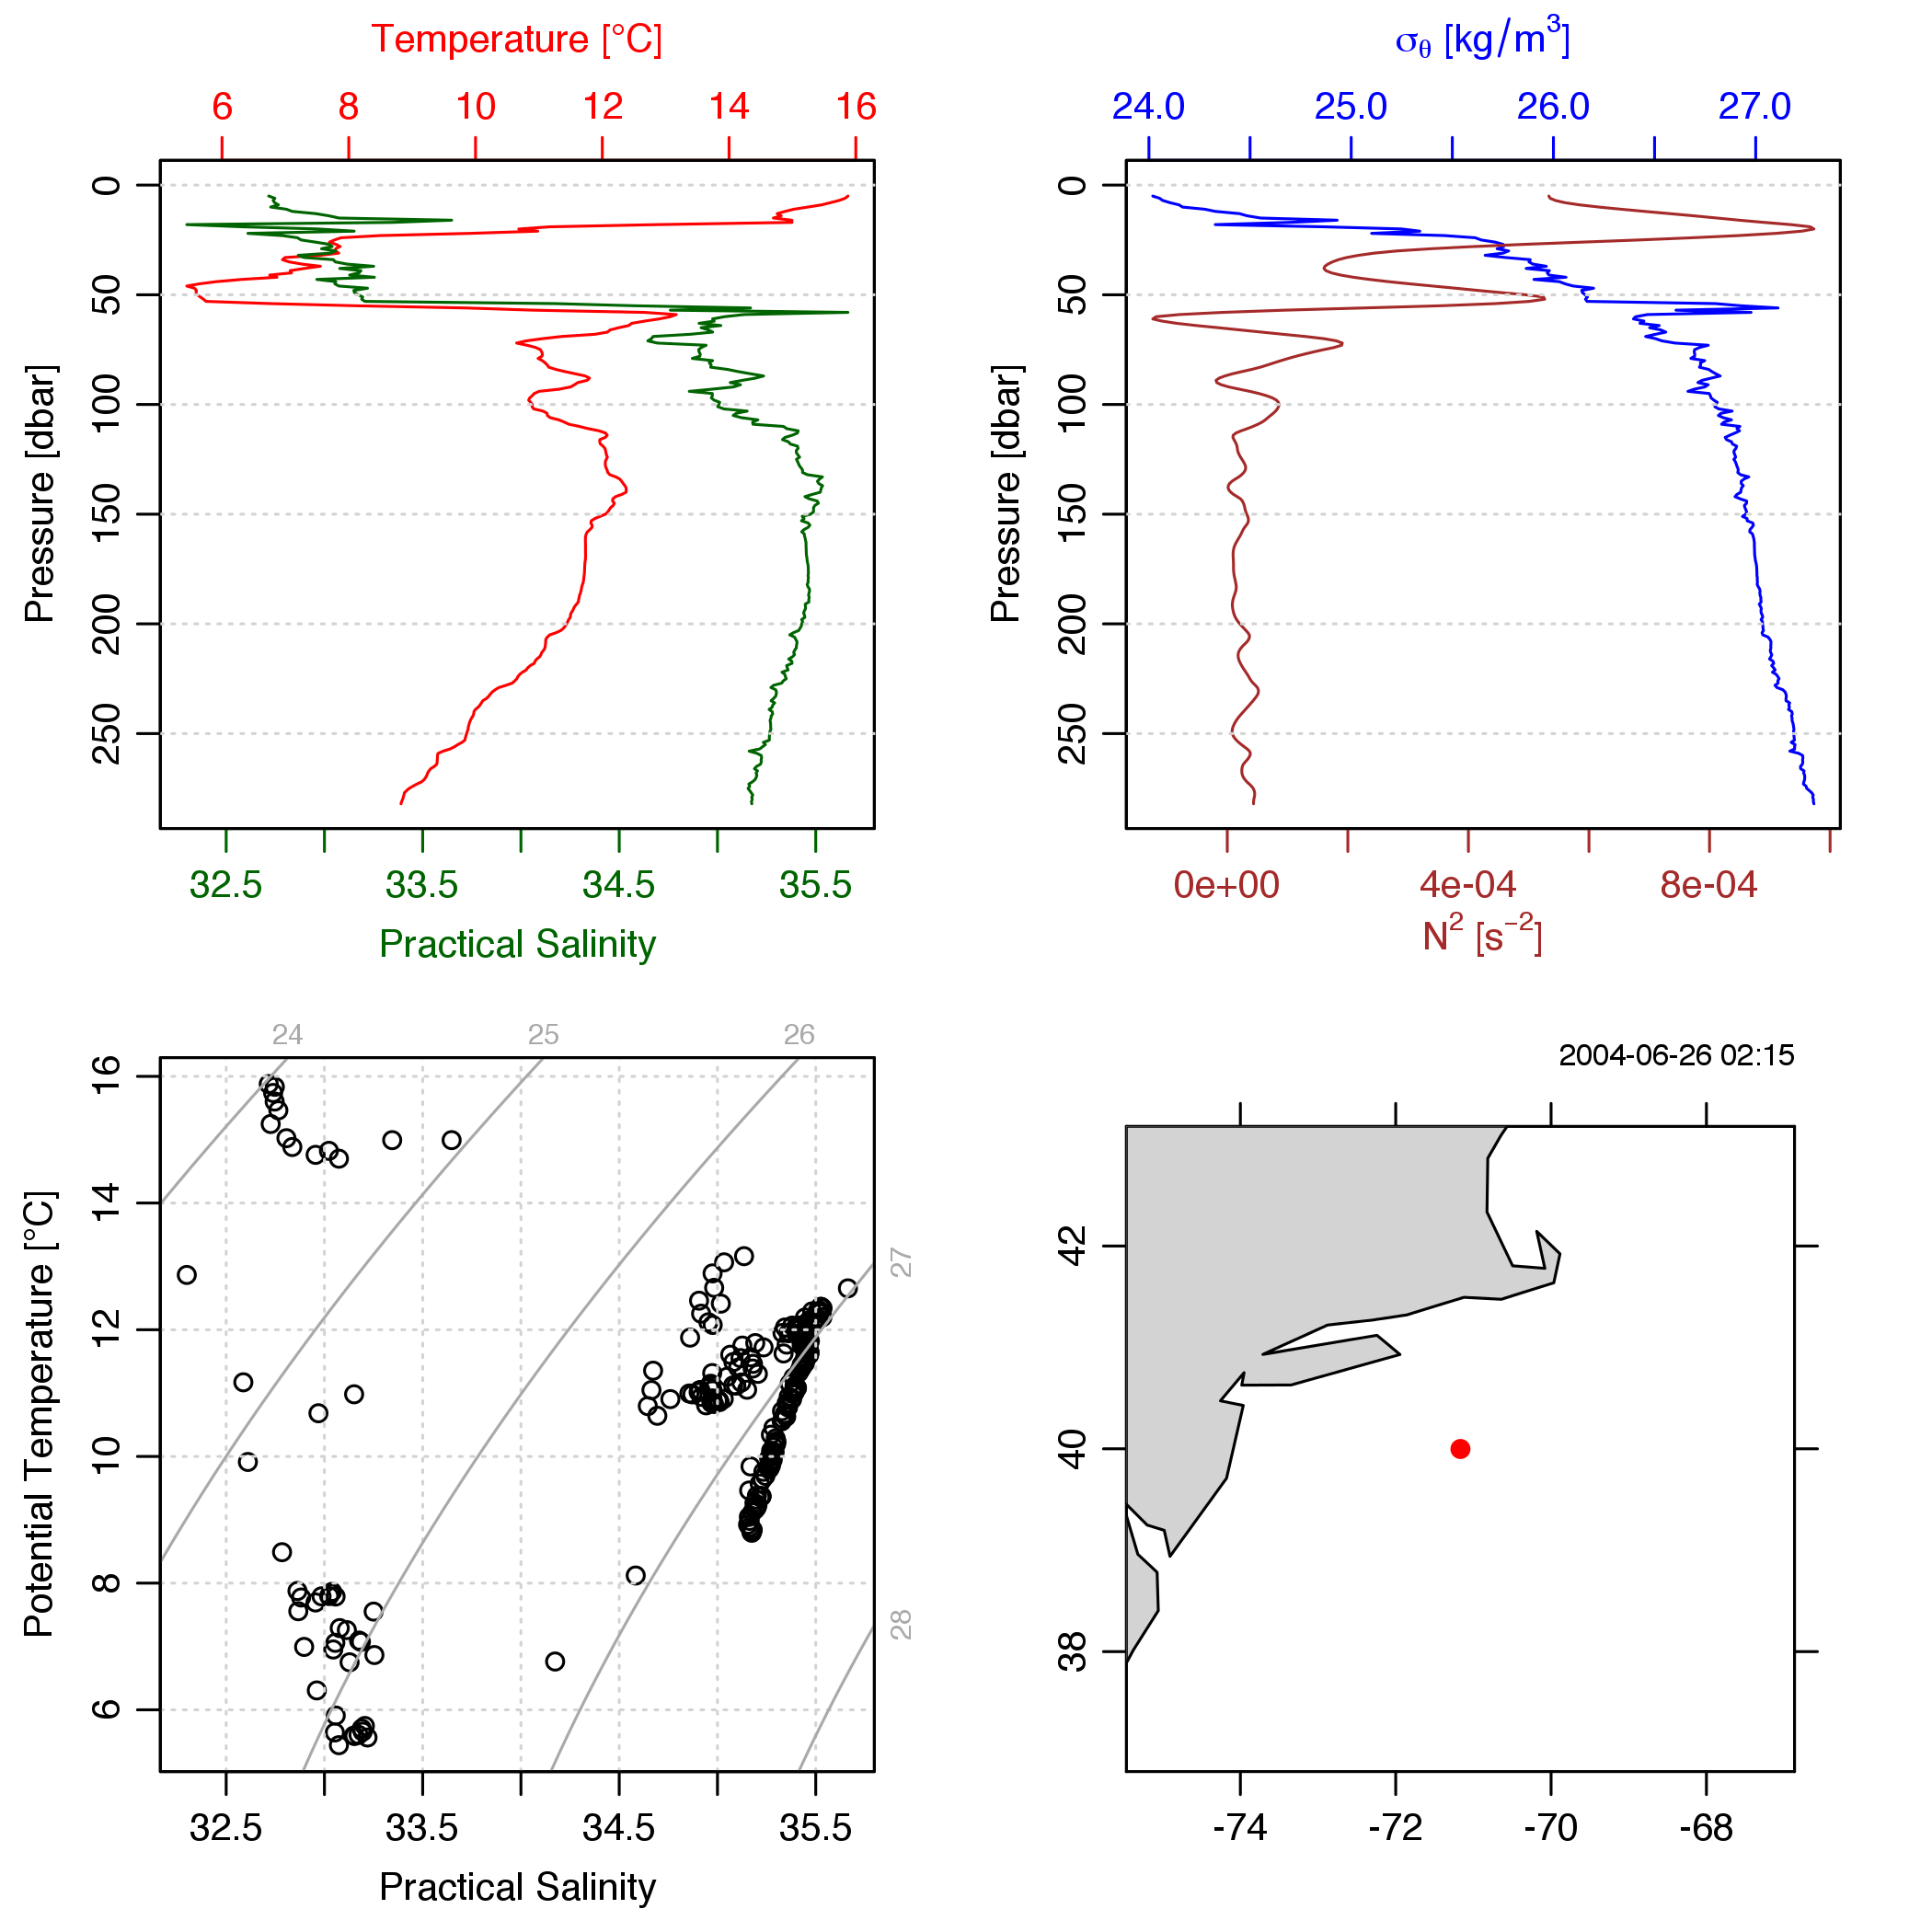 Temperature [°C]
6 8 10 12 14 16
0 50 100 150 200 250
Pressure [dbar]
32.5 33.5 34.5 35.5
Practical Salinity
σθ [kg/m³]
24.0 25.0 26.0 27.0
0 50 100 150 200 250
Pressure [dbar]
0e+00 4e-04 8e-04
N² [s⁻²]
24 25 26
27
28
16 14 12 10 8 6
Potential Temperature [°C]
32.5 33.5 34.5 35.5
Practical Salinity
2004-06-26 02:15
42 40 38
-74 -72 -70 -68